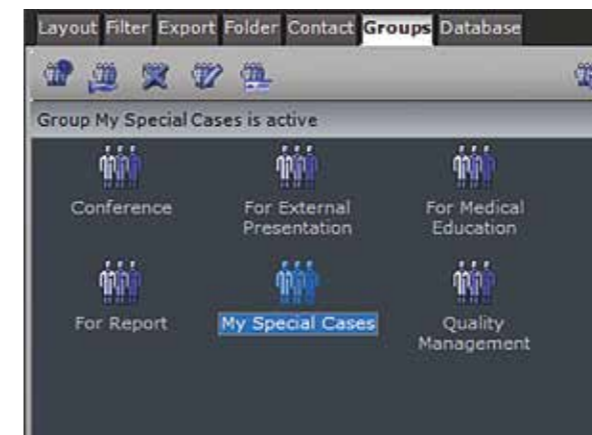 Layout Filter Export Folder Contact Groups Database
Group My Special Cases is active
Conference For External For Medical
Presentation Education
For Report My Special Cases Quality
Management